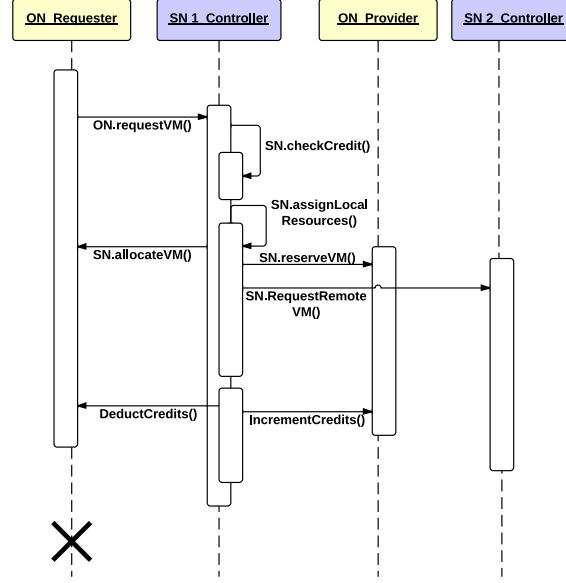 ON_Requester
SN 1_Controller
ON_Provider
SN 2_Controller
ON.requestVM()
SN.checkCredit()
SN.assignLocal
Resources()
SN.allocateVM()
SN.reserveVM()
SN.RequestRemote
VM()
DeductCredits()
IncrementCredits()